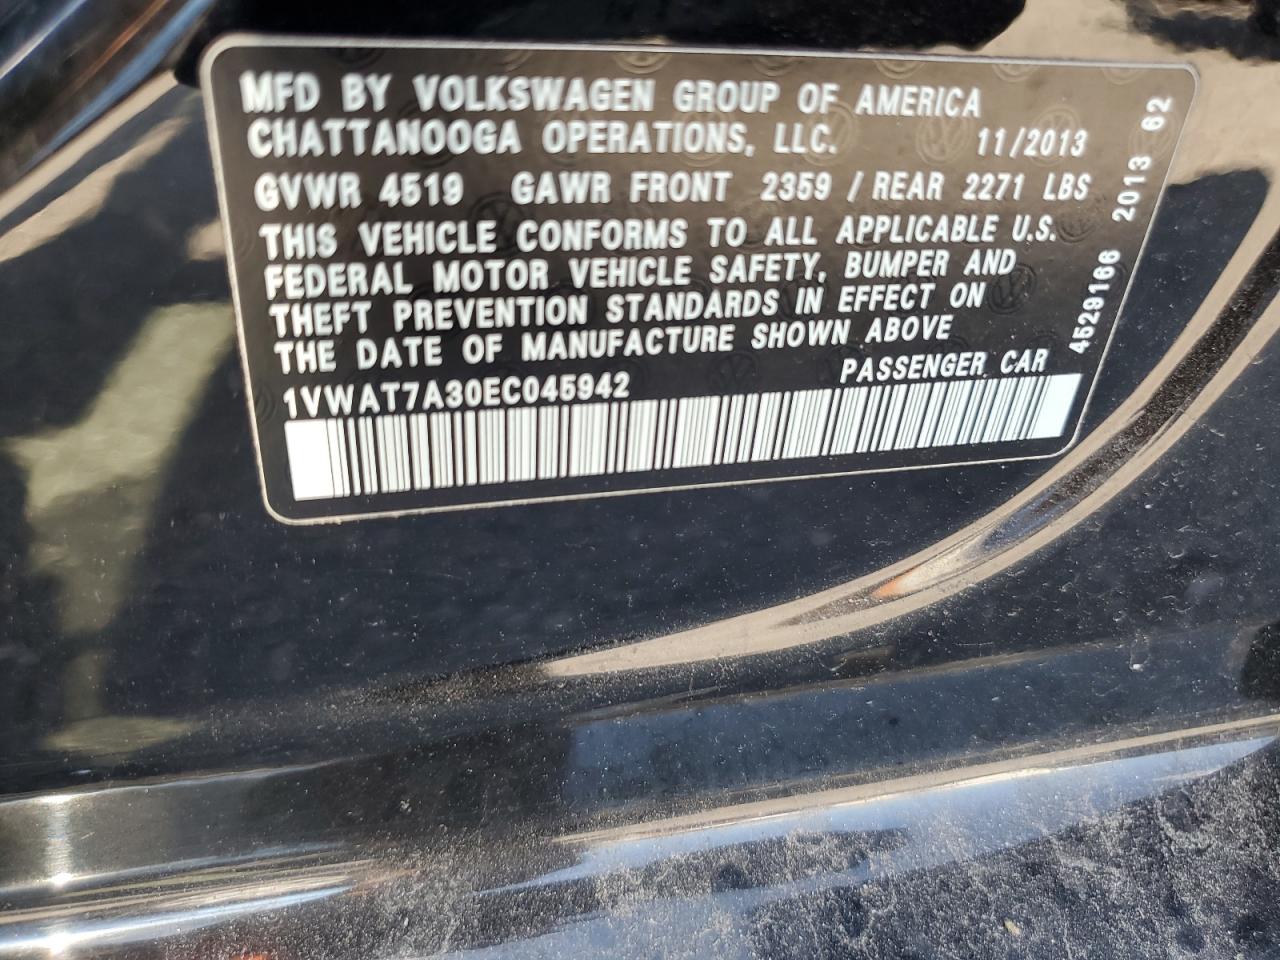 MFD BY VOLKSWAGEN GROUP OF AMERICA
CHATTANOOGA OPERATIONS, LLC. 11/2013
GVWR 4519 GAWR FRONT 2359 / REAR 2271 LBS
THIS VEHICLE CONFORMS TO ALL APPLICABLE U.S.
FEDERAL MOTOR VEHICLE SAFETY, BUMPER AND
THEFT PREVENTION STANDARDS IN EFFECT ON
THE DATE OF MANUFACTURE SHOWN ABOVE
1VWAT7A30EC045942 PASSENGER CAR
4529166 2013 62